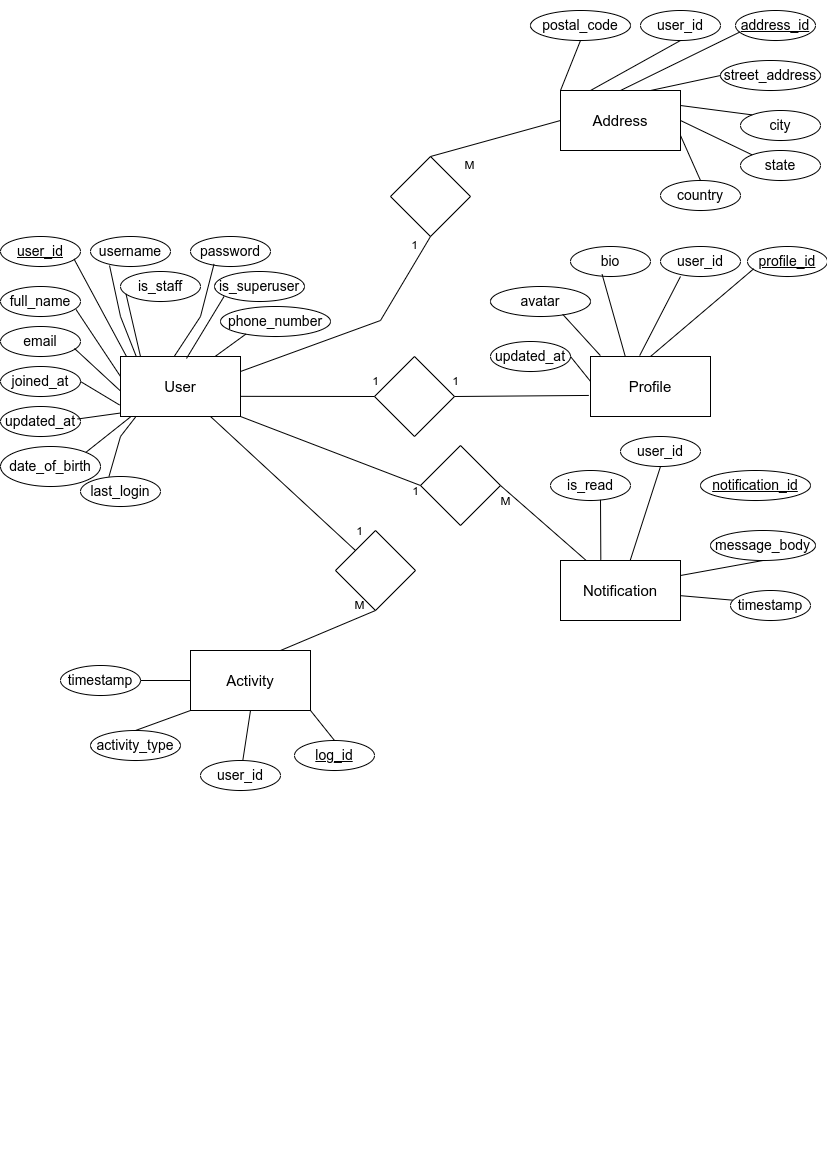 postal_code
user_id
address_id
street_address
Address
city
state
country
M
1
user_id
username
password
is_staff
is_superuser
full_name
phone_number
email
joined_at
updated_at
date_of_birth
last_login
User
bio
user_id
profile_id
avatar
updated_at
Profile
1
1
user_id
is_read
notification_id
message_body
timestamp
Notification
1
M
1
M
Activity
timestamp
activity_type
user_id
log_id